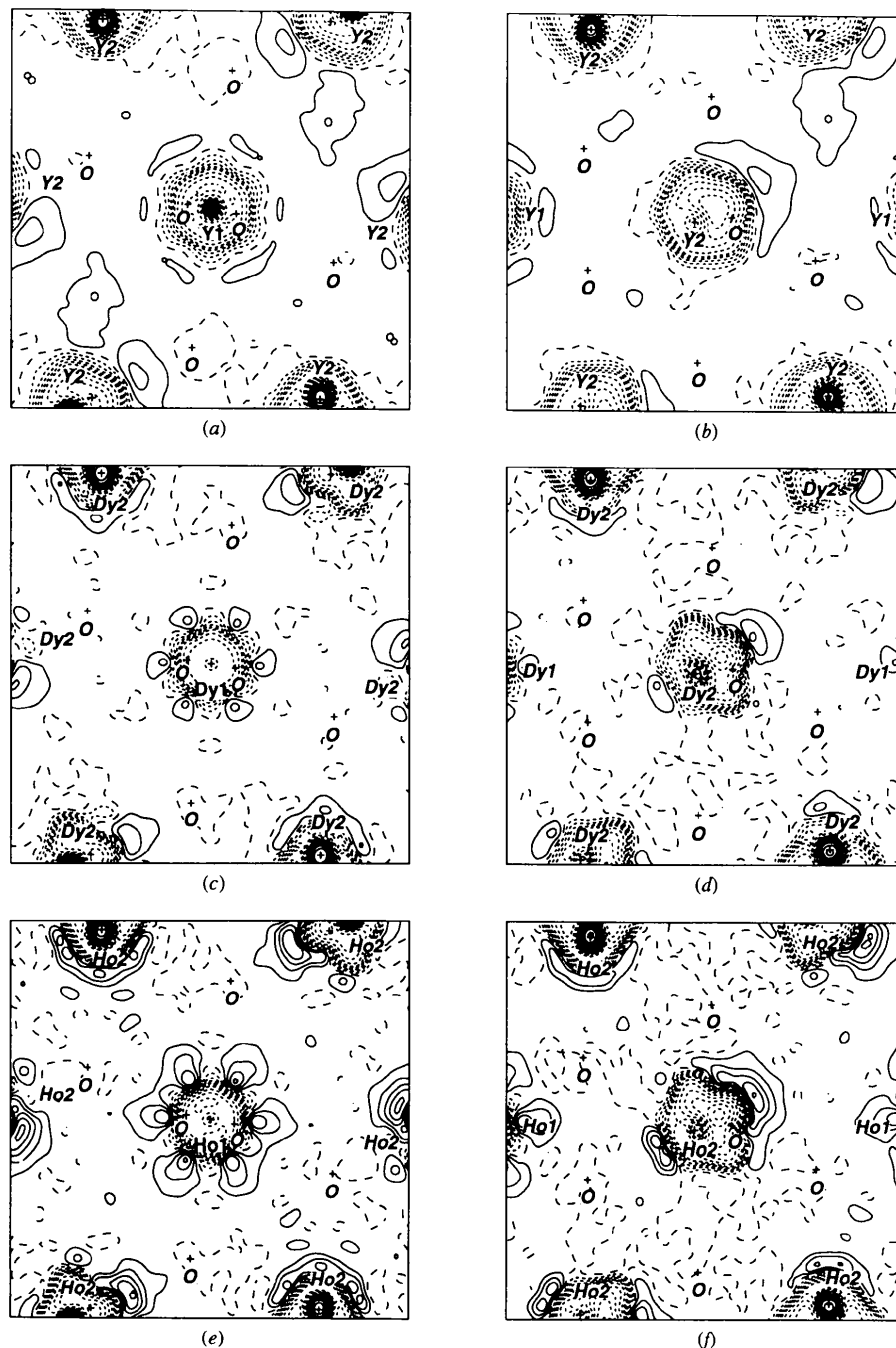 Y2 Y2 Y2 Y2
O O
O O
Y2 Y1 Y1
Y2 Y1 O Y2 O
O O
O O
Y2 Y2 Y2 Y2
(a) (b)
Dy2 Dy2 Dy2 Dy2
O O
O O
Dy2 O Dy1 O Dy2 Dy1 Dy2 O Dy1
O O O
O O
Dy2 Dy2 Dy2 Dy2
(c) (d)
Ho2 Ho2 Ho2 Ho2
O O
O O
Ho2 O Ho1 O Ho2 Ho1 Ho2 O Ho1
O O O
O O
Ho2 Ho2 Ho2 Ho2
(e) (f)